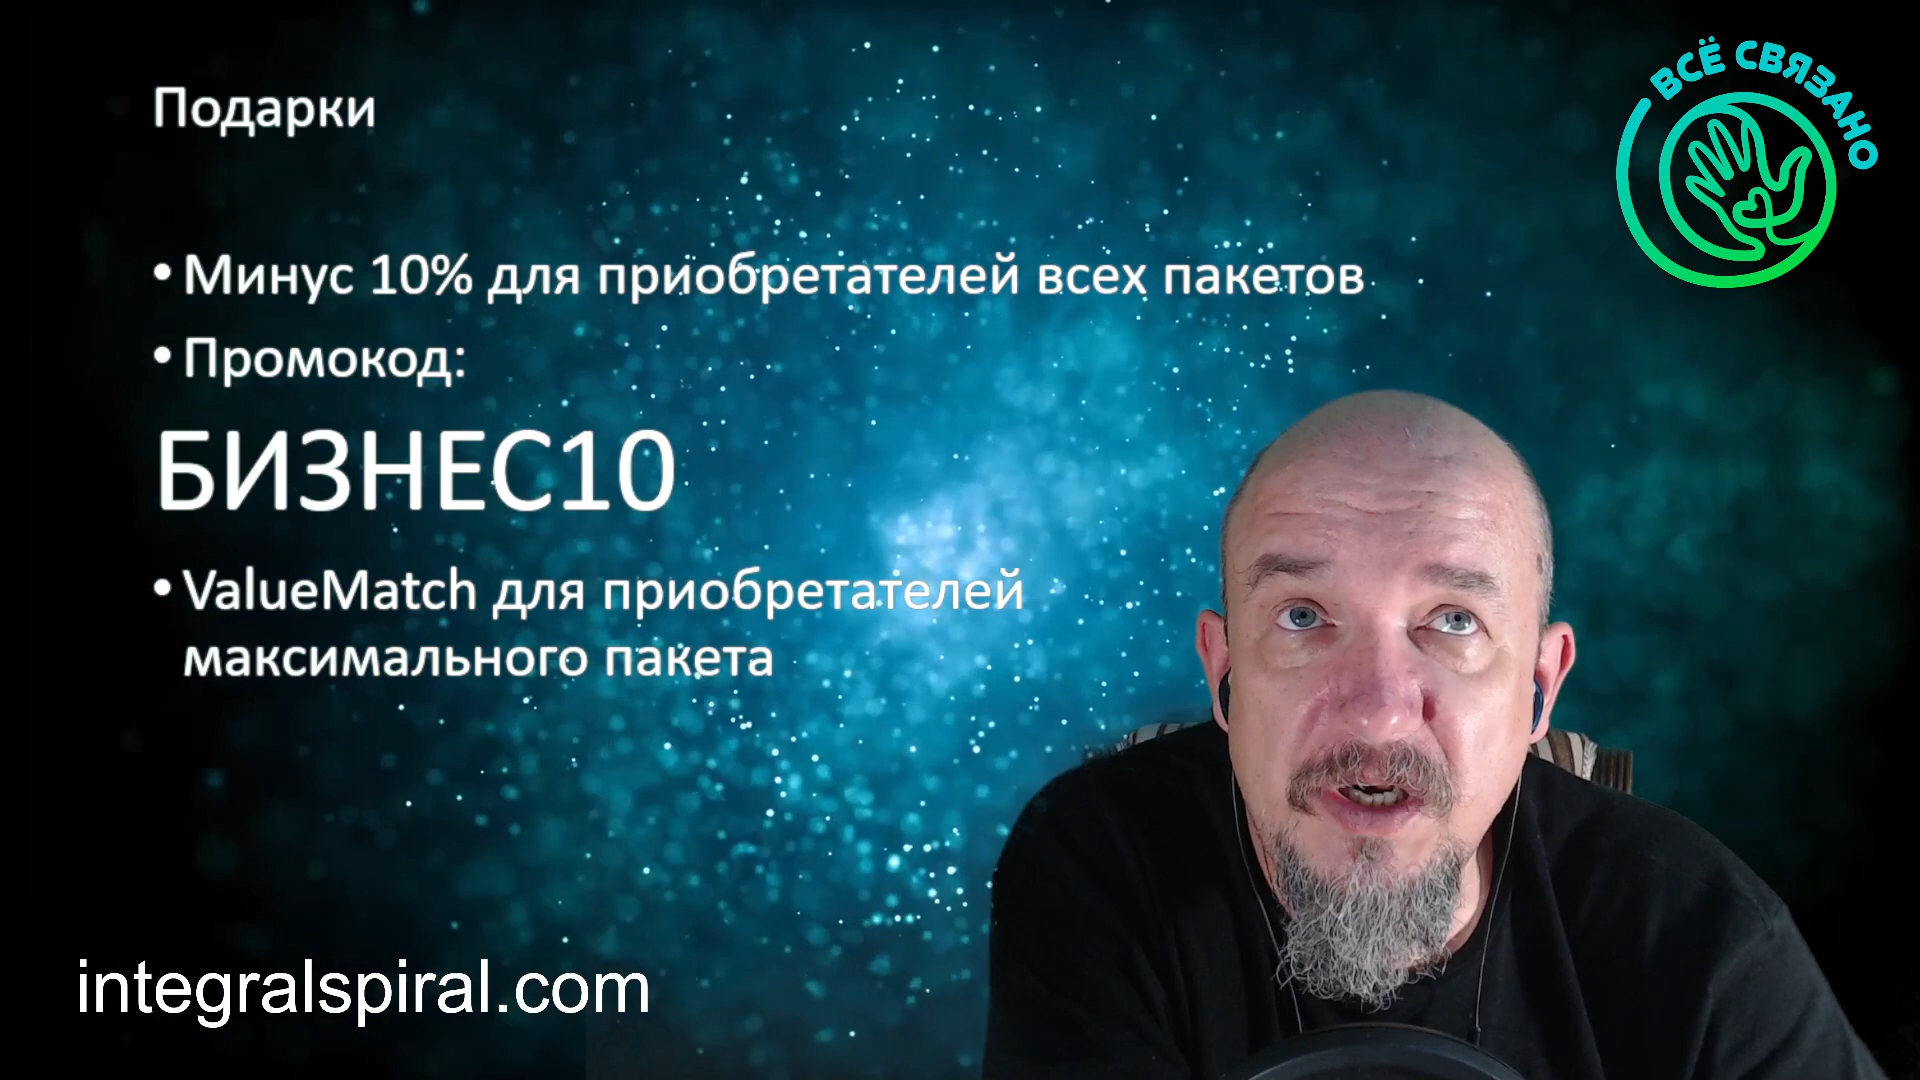 ВСЁ СВЯЗАНО
Подарки
• Минус 10% для приобретателей всех пакетов
• Промокод:
БИЗНЕС10
• ValueMatch для приобретателей
максимального пакета
integralspiral.com